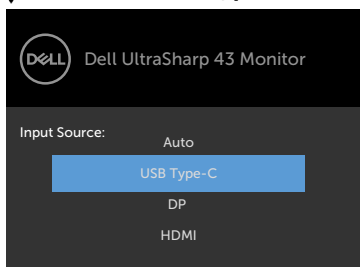 DELL
Dell UltraSharp 43 Monitor
Input Source:
Auto
USB Type-C
DP
HDMI